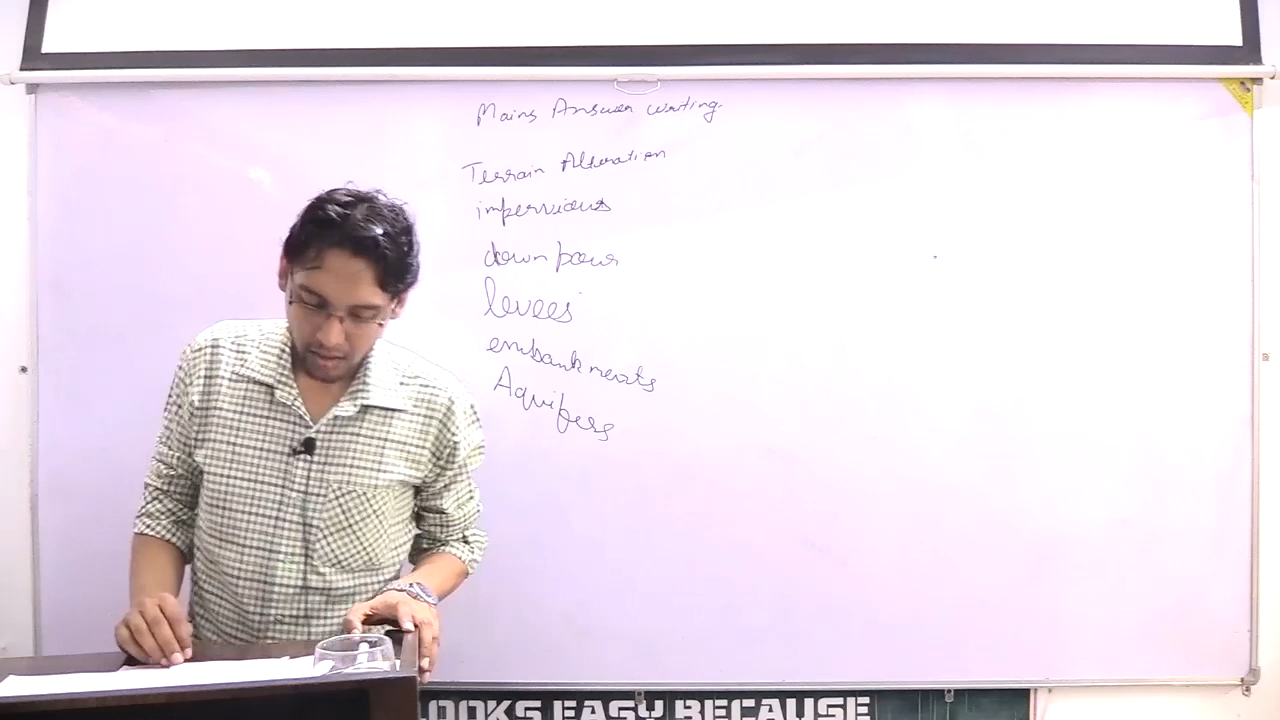 Mains Answer writing.
Terrain Alteration
impervious
downpour
levees
embankments
Aquifers
LOOKS EASY BECAUSE